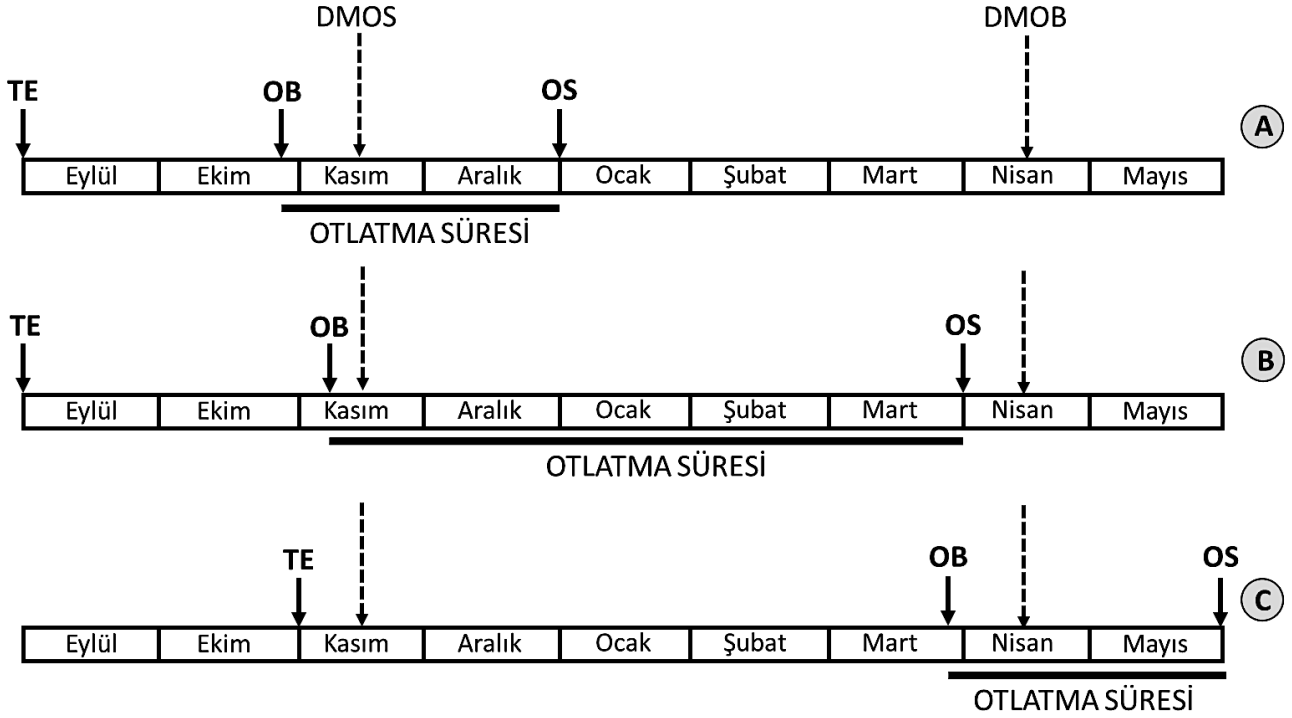 DMOS DMOB
TE OB OS A
Eylül Ekim Kasım Aralık Ocak Şubat Mart Nisan Mayıs
OTLATMA SÜRESİ
TE OB OS B
Eylül Ekim Kasım Aralık Ocak Şubat Mart Nisan Mayıs
OTLATMA SÜRESİ
TE OB OS C
Eylül Ekim Kasım Aralık Ocak Şubat Mart Nisan Mayıs
OTLATMA SÜRESİ